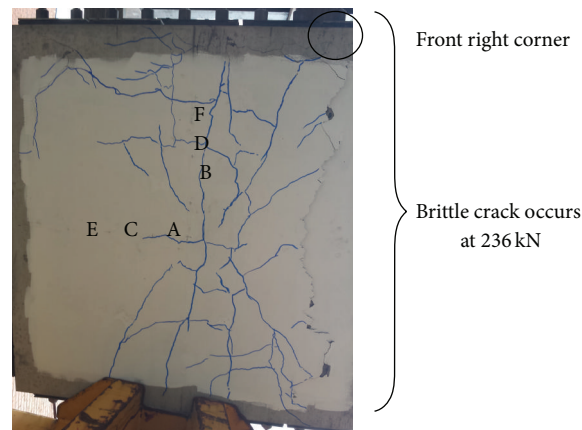 Front right corner
F
D
B
E C A
Brittle crack occurs
at 236 kN